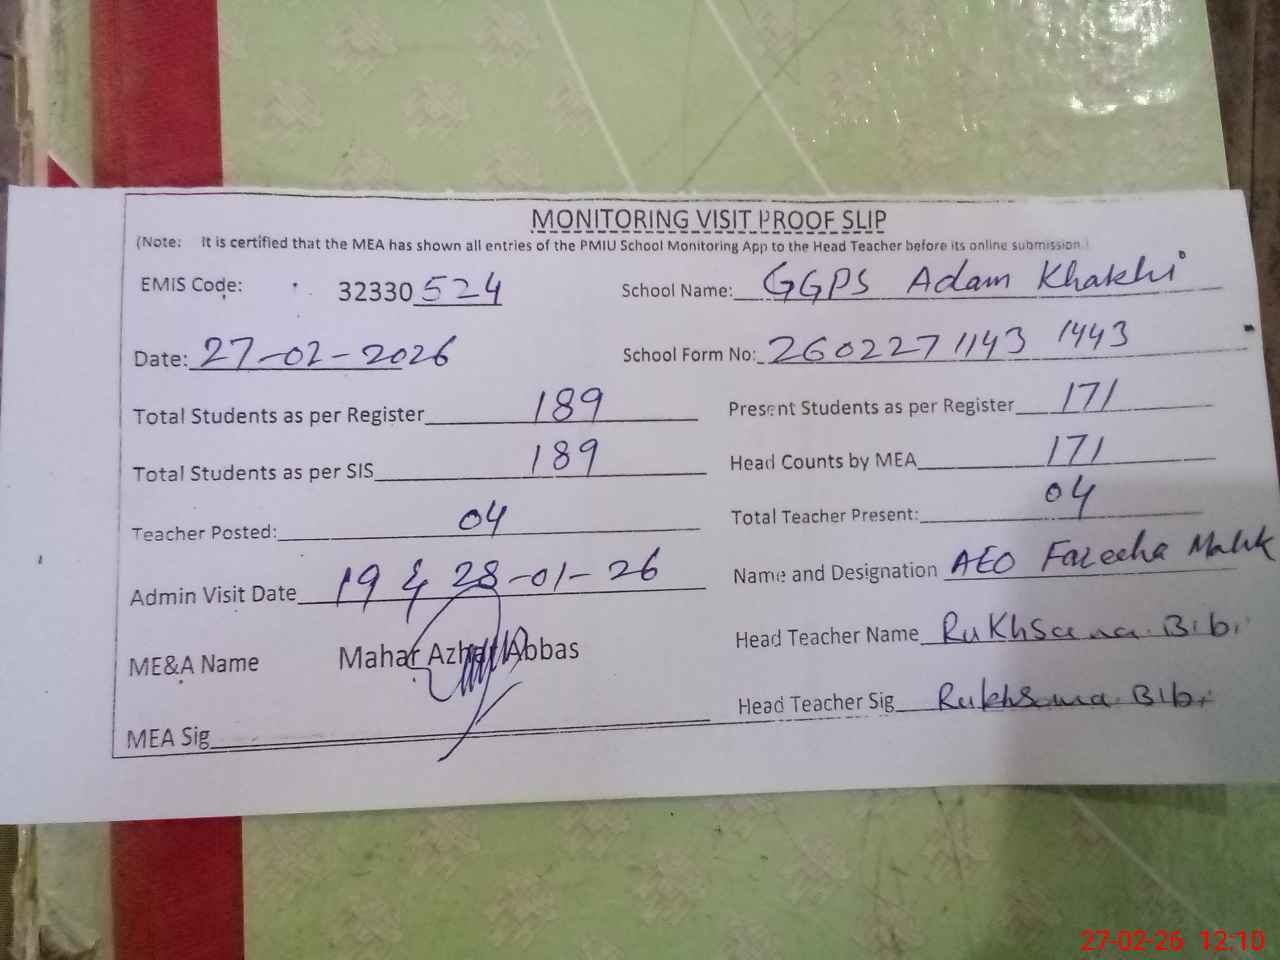 MONITORING VISIT PROOF SLIP
(Note: It is certified that the MEA has shown all entries of the PMIU School Monitoring App to the Head Teacher before its online submission)
EMIS Code: 32330524 School Name: GGPS Adam Khakhi
Date: 27-02-2026 School Form No: 2602271143 1443
Total Students as per Register 189 Present Students as per Register 171
Total Students as per SIS 189 Head Counts by MEA 171
Teacher Posted: 04 Total Teacher Present: 04
Admin Visit Date 19 & 28-01-26 Name and Designation AEO Fazeeha Malik
ME&A Name Mahar Azhar Abbas Head Teacher Name Rukhsana Bibi
MEA Sig Head Teacher Sig Rukhsana Bibi
27-02-26 12:10